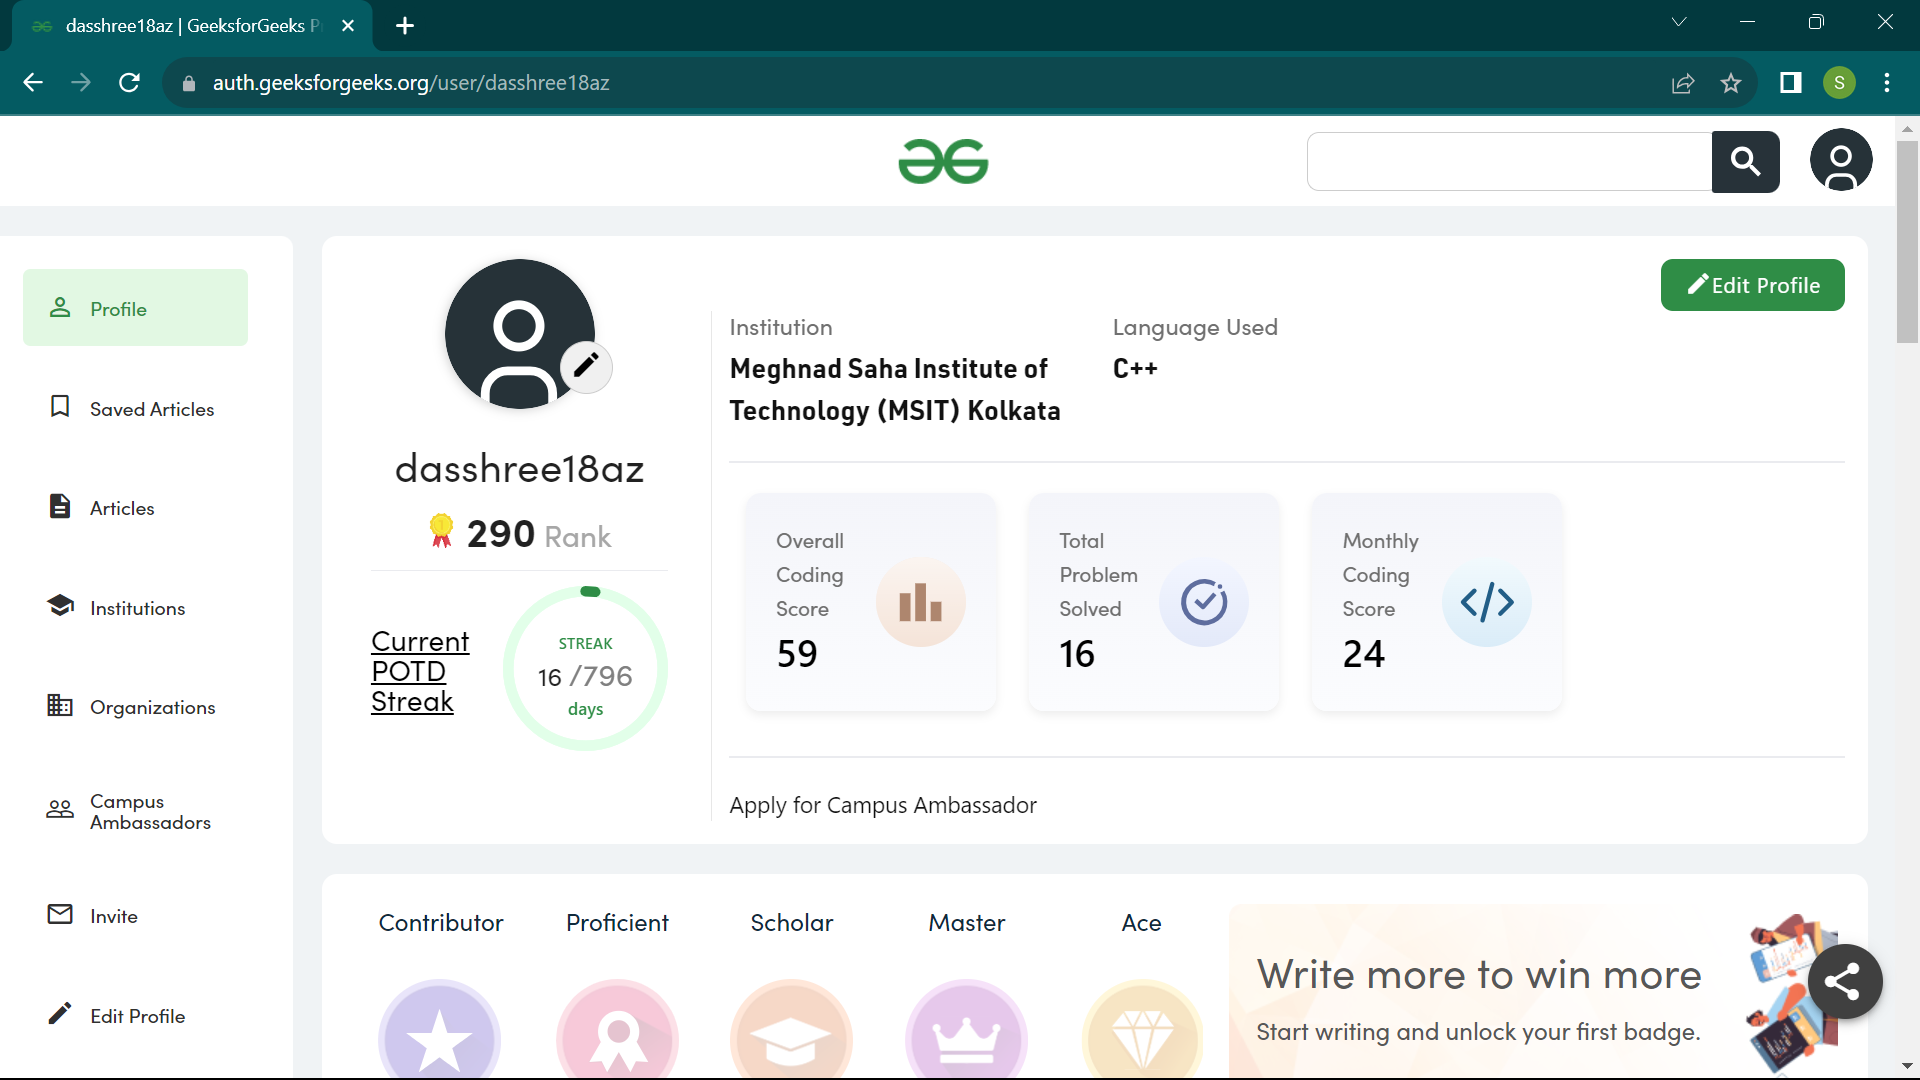 dasshree18az | GeeksforGeeks P
auth.geeksforgeeks.org/user/dasshree18az
S
Profile
Saved Articles
Articles
Institutions
Organizations
Campus
Ambassadors
Invite
Edit Profile
dasshree18az
1
290 Rank
Current
POTD
Streak
STREAK
16 /796
days
Edit Profile
Institution
Meghnad Saha Institute of
Technology (MSIT) Kolkata
Language Used
C++
Overall
Coding
Score
59
Total
Problem
Solved
16
Monthly
Coding
Score
24
</>
Apply for Campus Ambassador
Contributor
Proficient
Scholar
Master
Ace
Write more to win more
Start writing and unlock your first badge.